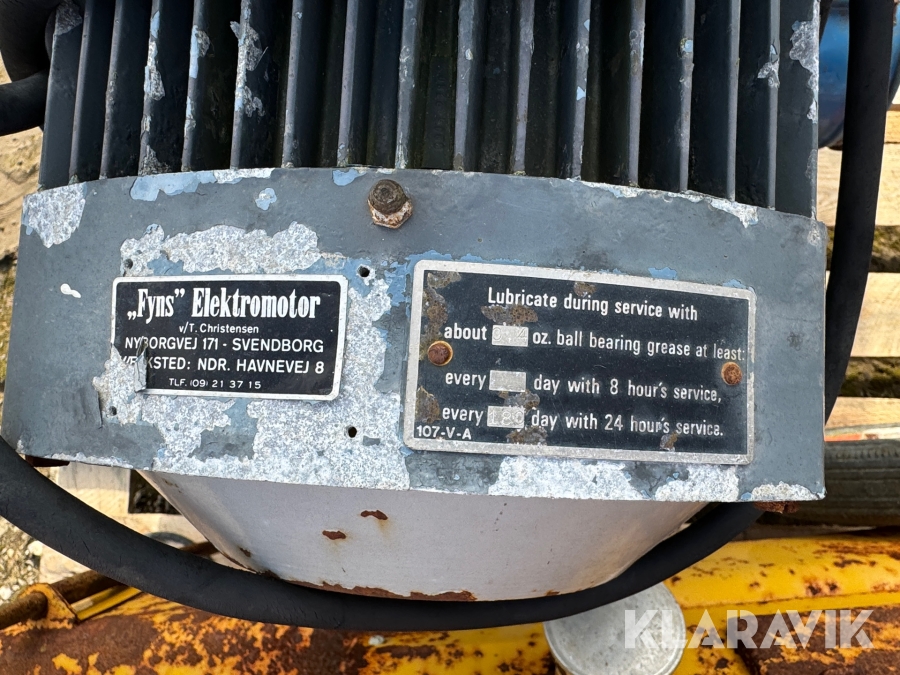 „Fyns” Elektromotor
v/T. Christensen
NYBORGVEJ 171 - SVENDBORG
VÆRKSTED: NDR. HAVNEVEJ 8
TLF. (09) 21 37 15
Lubricate during service with
about oz. ball bearing grease at least:
every day with 8 hour's service,
every day with 24 hour's service.
107-V-A
KLARAVIK